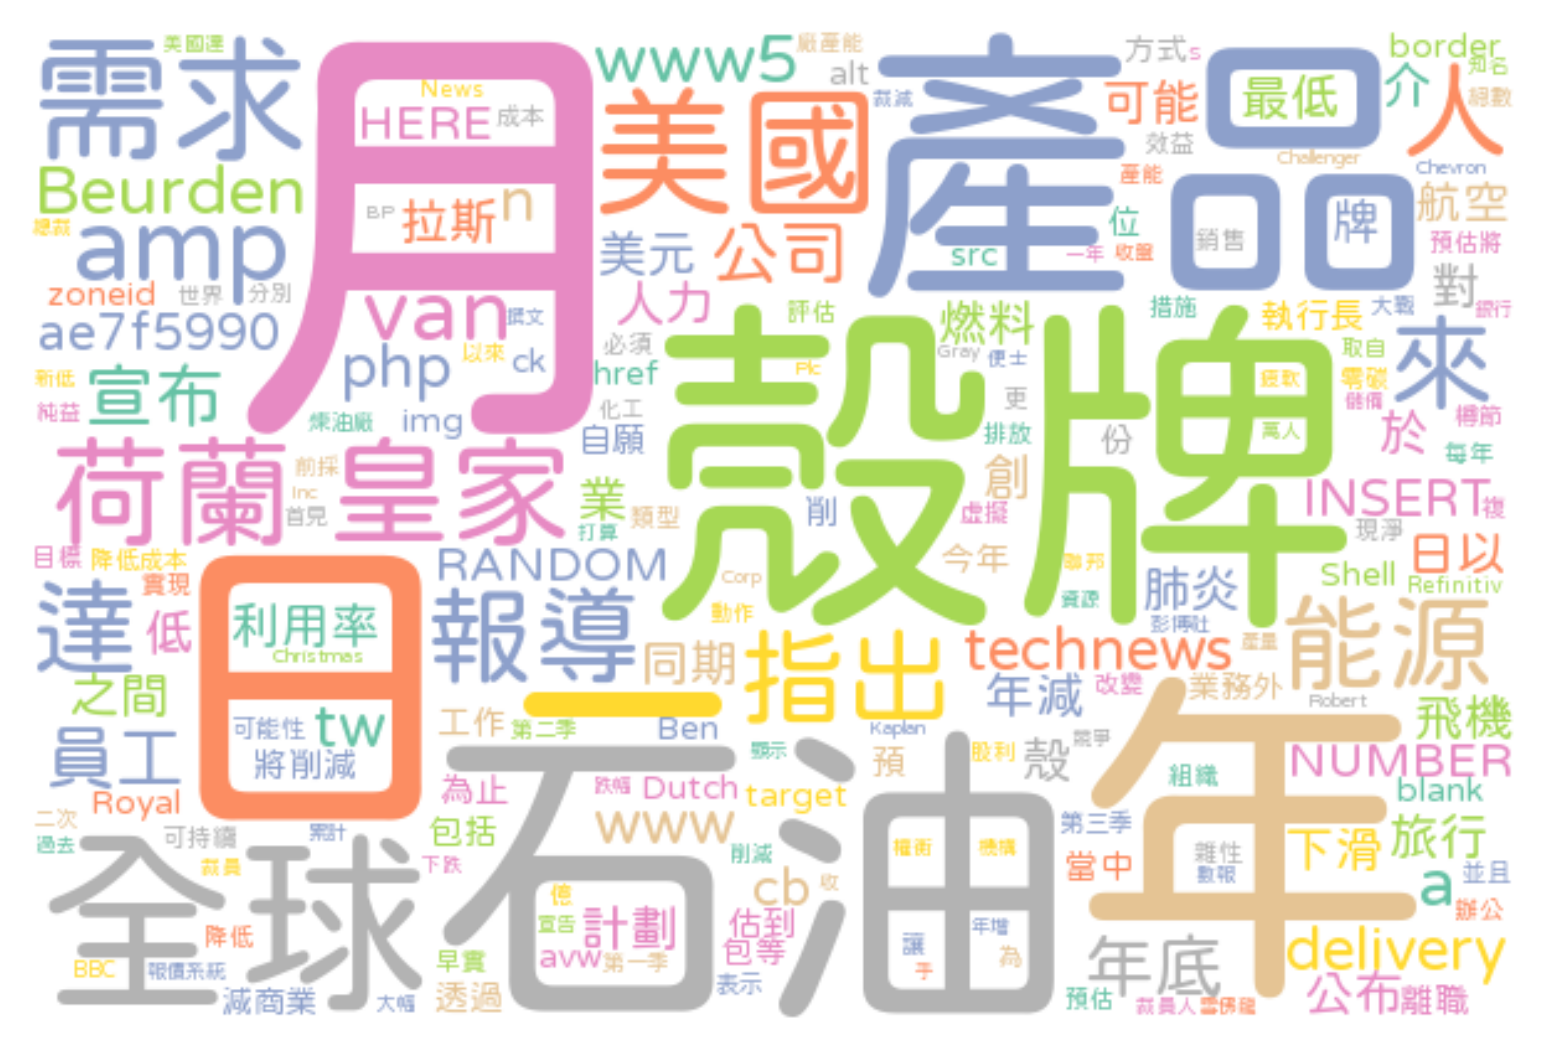 需求
美國達
月
News
HERE
成本
BP
拉斯
n
van
撰文
www5
廠產能
alt
裁減
美國
產品
方式
s
可能
效益
最低
border
知名
介
人
總數
Challenger
Chevron
產能
航空
牌
銷售
位
預估將
src
一年
收盤
對
Beurden
總裁
amp
zoneid
世界
分別
ae7f5990
美元
公司
人力
評估
燃料
措施
執行長
大戰
銀行
php
以來
ck
必須
href
Gray
便士
取自
來
新低
宣布
純益
煉油廠
img
化工
自願
殼牌
Plc
更
排放
份
疲軟
萬人
零碳
儲備
於
樽節
每年
荷蘭皇家
前採
Inc
首見
業
打算
類型
削
創
虛擬
INSERT
複
現淨
日以
目標
降低成本
實現
RANDOM
Corp
今年
聯邦
肺炎
Shell
Refinitiv
達
低
日
利用率
Christmas
報導
動作
資源
彭博社
同期
指出
technews
產量
能源
之間
可能性
tw
將削減
一
工作
第二季
Ben
Kaplan
年減
改變
業務外
Robert
飛機
員工
Royal
為止
石油
跌幅
Dutch
顯示
target
預
股利
殼
競爭
年
組織
NUMBER
blank
二次
過去
可持續
累計
包括
www
第三季
下滑
旅行
全球
裁員
下跌
削減
cb
收
權術
機構
當中
雜性
數報
a
並且
辦公
降低
億
宣告
計劃
估到
年增
讓
BBC
報價系統
早實
avw
第一季
包等
手
為
年底
delivery
減商業
大幅
透過
表示
預估
裁員人
雪佛龍
公布
離職